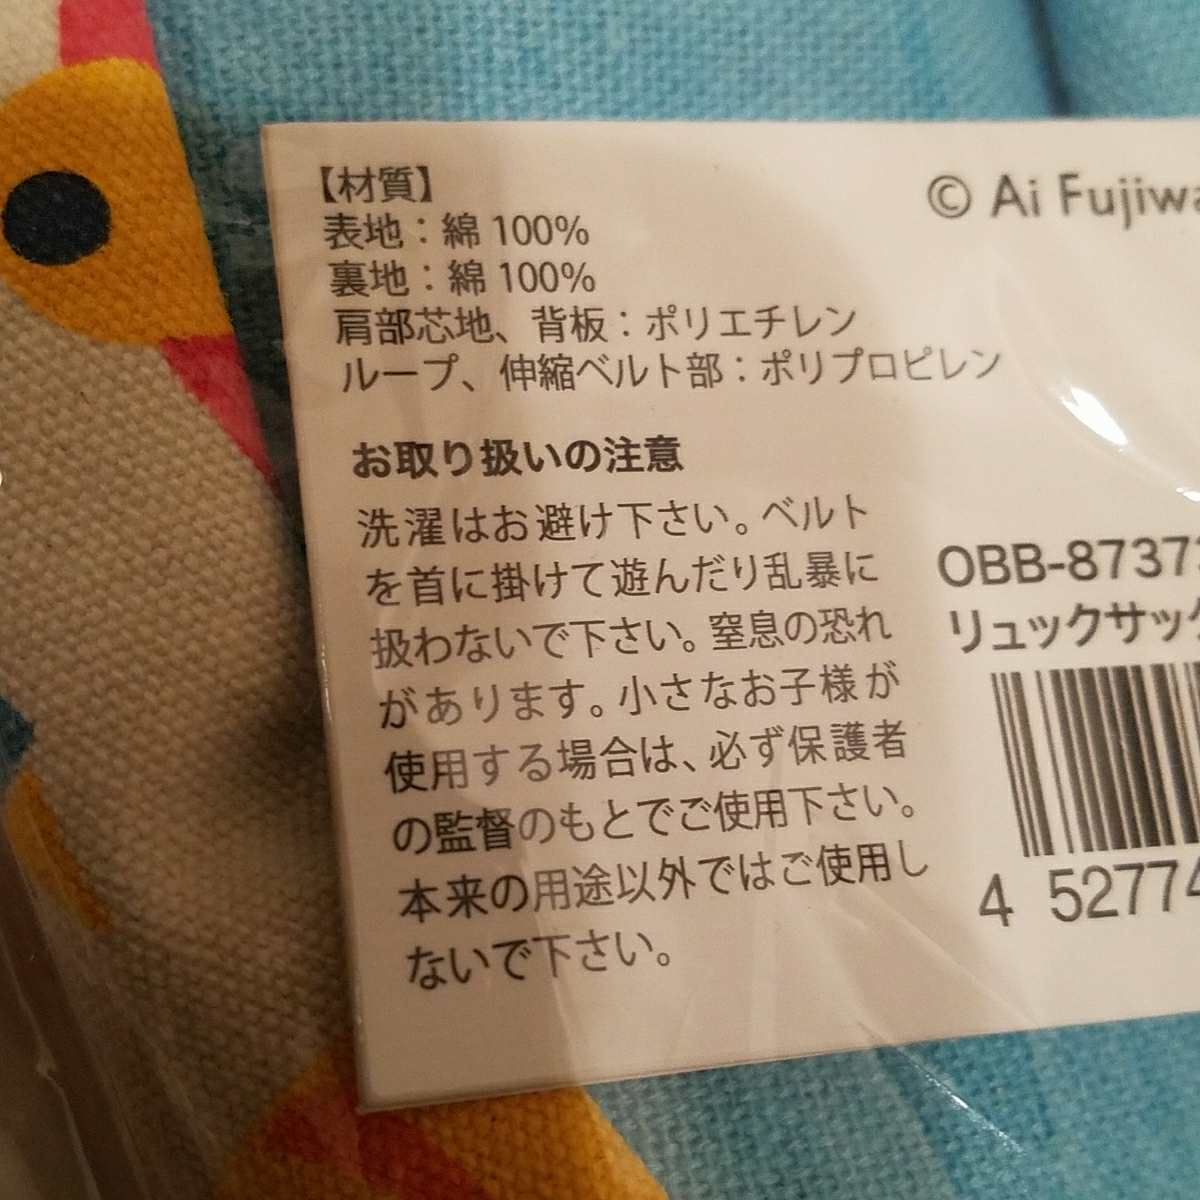 【材質】
表地：綿 100%
裏地：綿 100%
肩部芯地、背板：ポリエチレン
ループ、伸縮ベルト部：ポリプロピレン
© Ai Fujiwa
お取り扱いの注意
洗濯はお避け下さい。ベルト
を首に掛けて遊んだり乱暴に
扱わないで下さい。窒息の恐れ
があります。小さなお子様が
使用する場合は、必ず保護者
の監督のもとでご使用下さい。
本来の用途以外ではご使用し
ないで下さい。
OBB-8737
リュックサック
4 52774